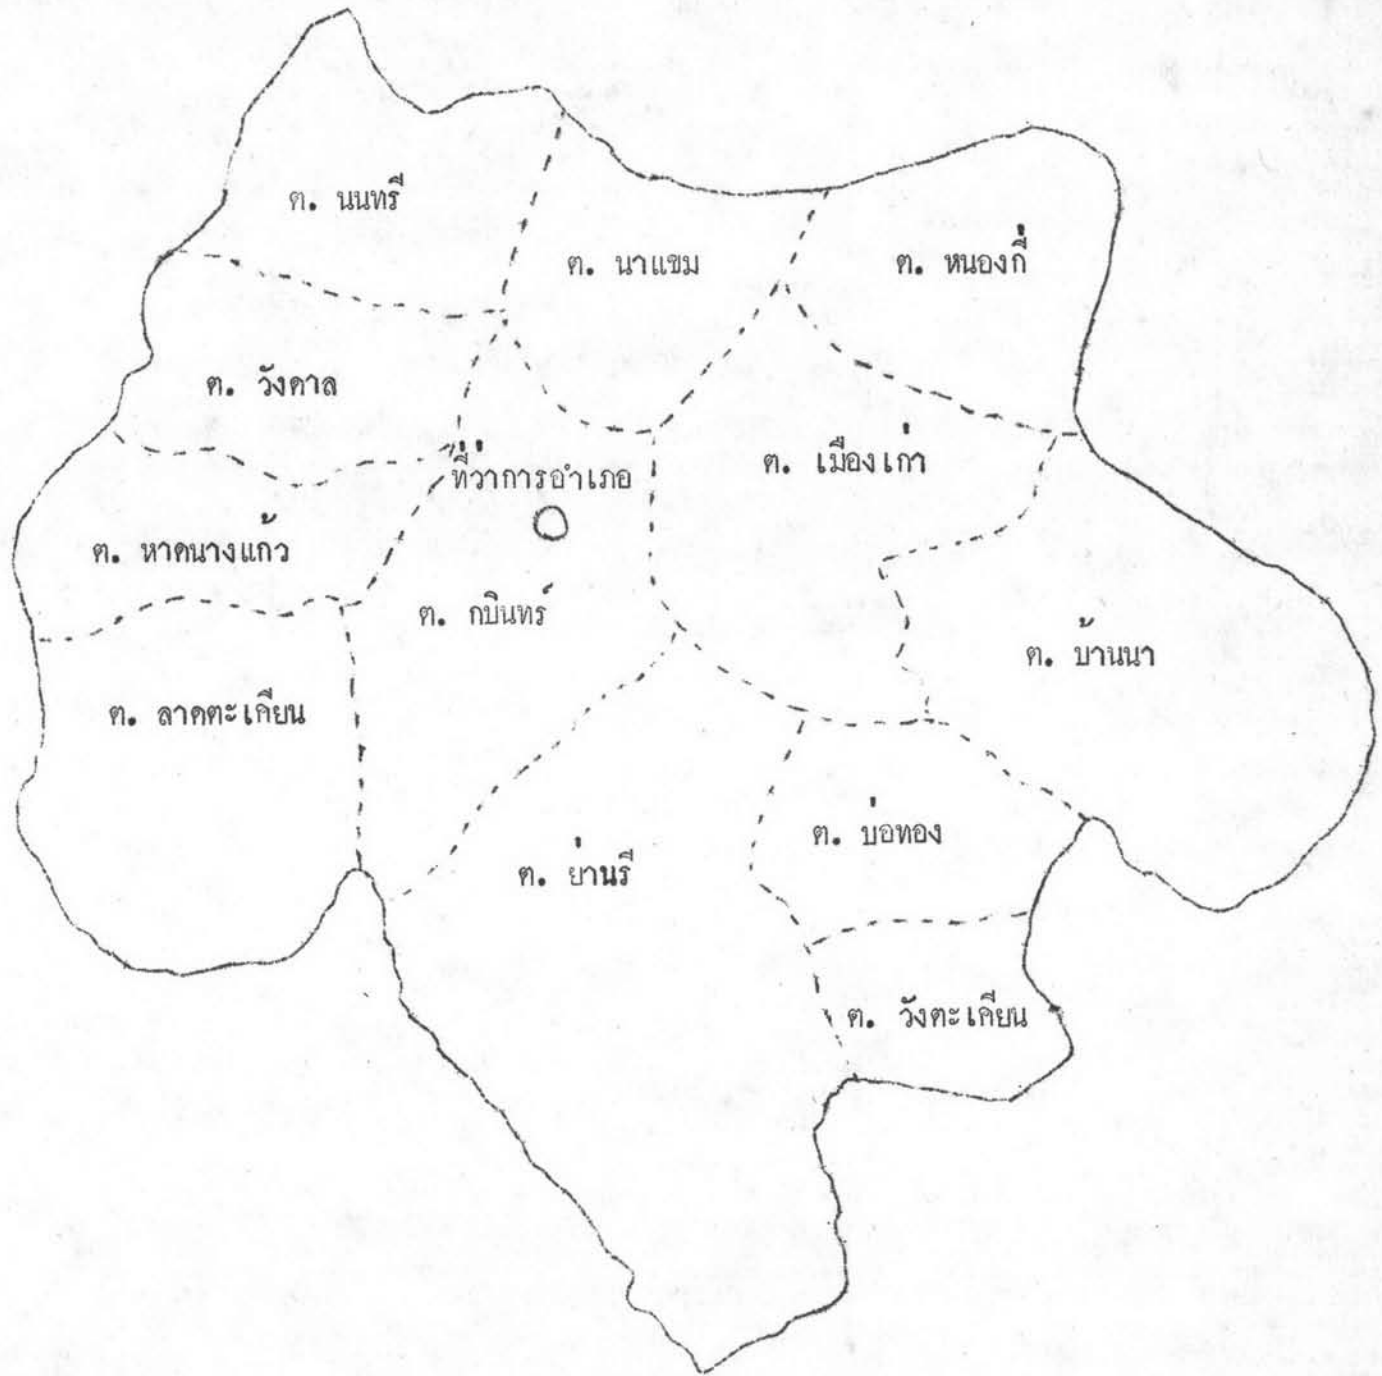 ต. นนทรี
ต. นาแขม
ต. หนองกี่
ต. วังดาล
ต. เมืองเก่า
ที่ว่าการอำเภอ
ต. หาดนางแก้ว
ต. กบินทร์
ต. บ้านนา
ต. ลาดตะเคียน
ต. บ่อทอง
ต. ย่านรี
ต. วังตะเคียน